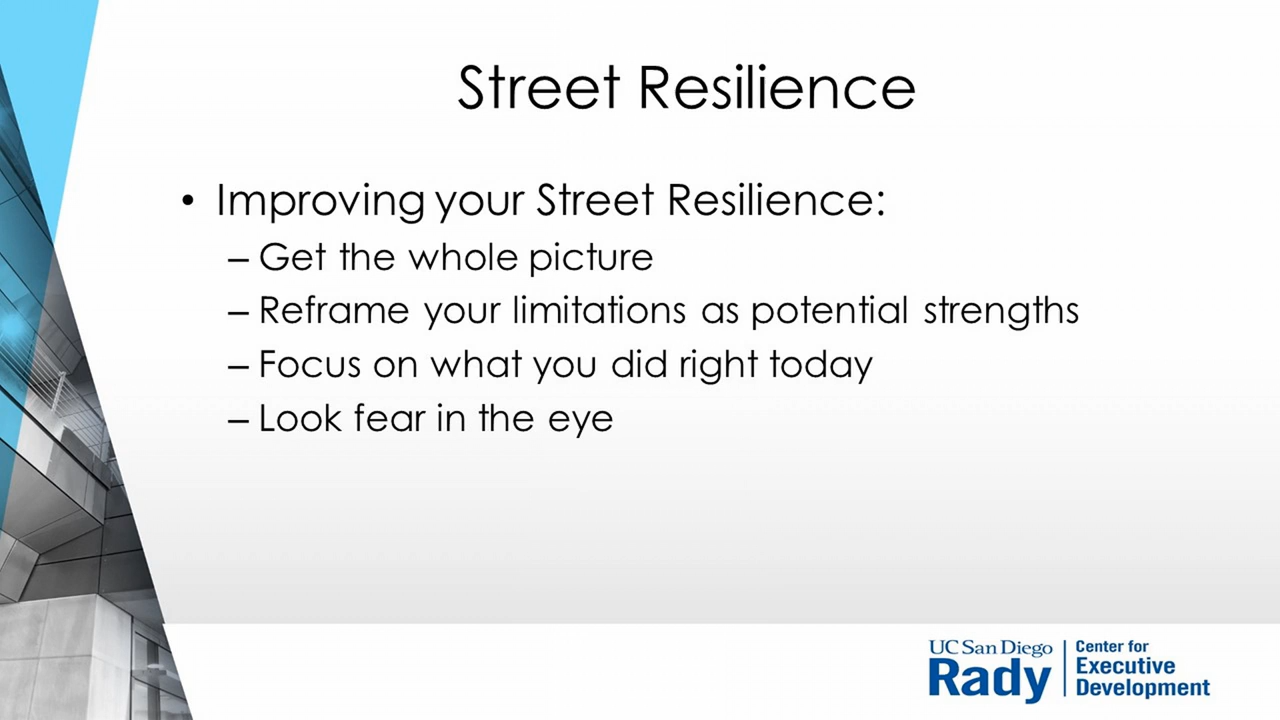 Street Resilience
• Improving your Street Resilience:
– Get the whole picture
– Reframe your limitations as potential strengths
– Focus on what you did right today
– Look fear in the eye
UC San Diego
Rady
Center for
Executive
Development